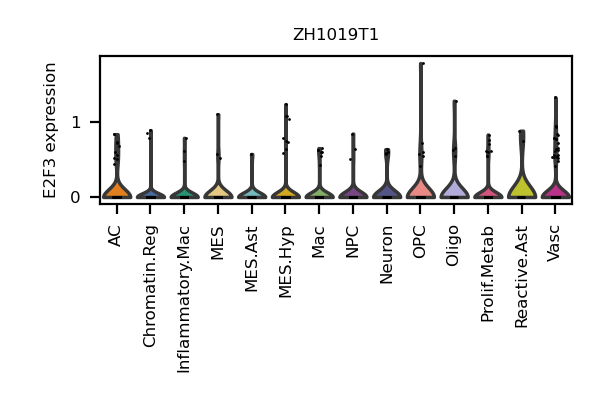 ZH1019T1
E2F3 expression
1
0
AC
Chromatin.Reg
Inflammatory.Mac
MES
MES.Ast
MES.Hyp
Mac
NPC
Neuron
OPC
Oligo
Prolif.Metab
Reactive.Ast
Vasc